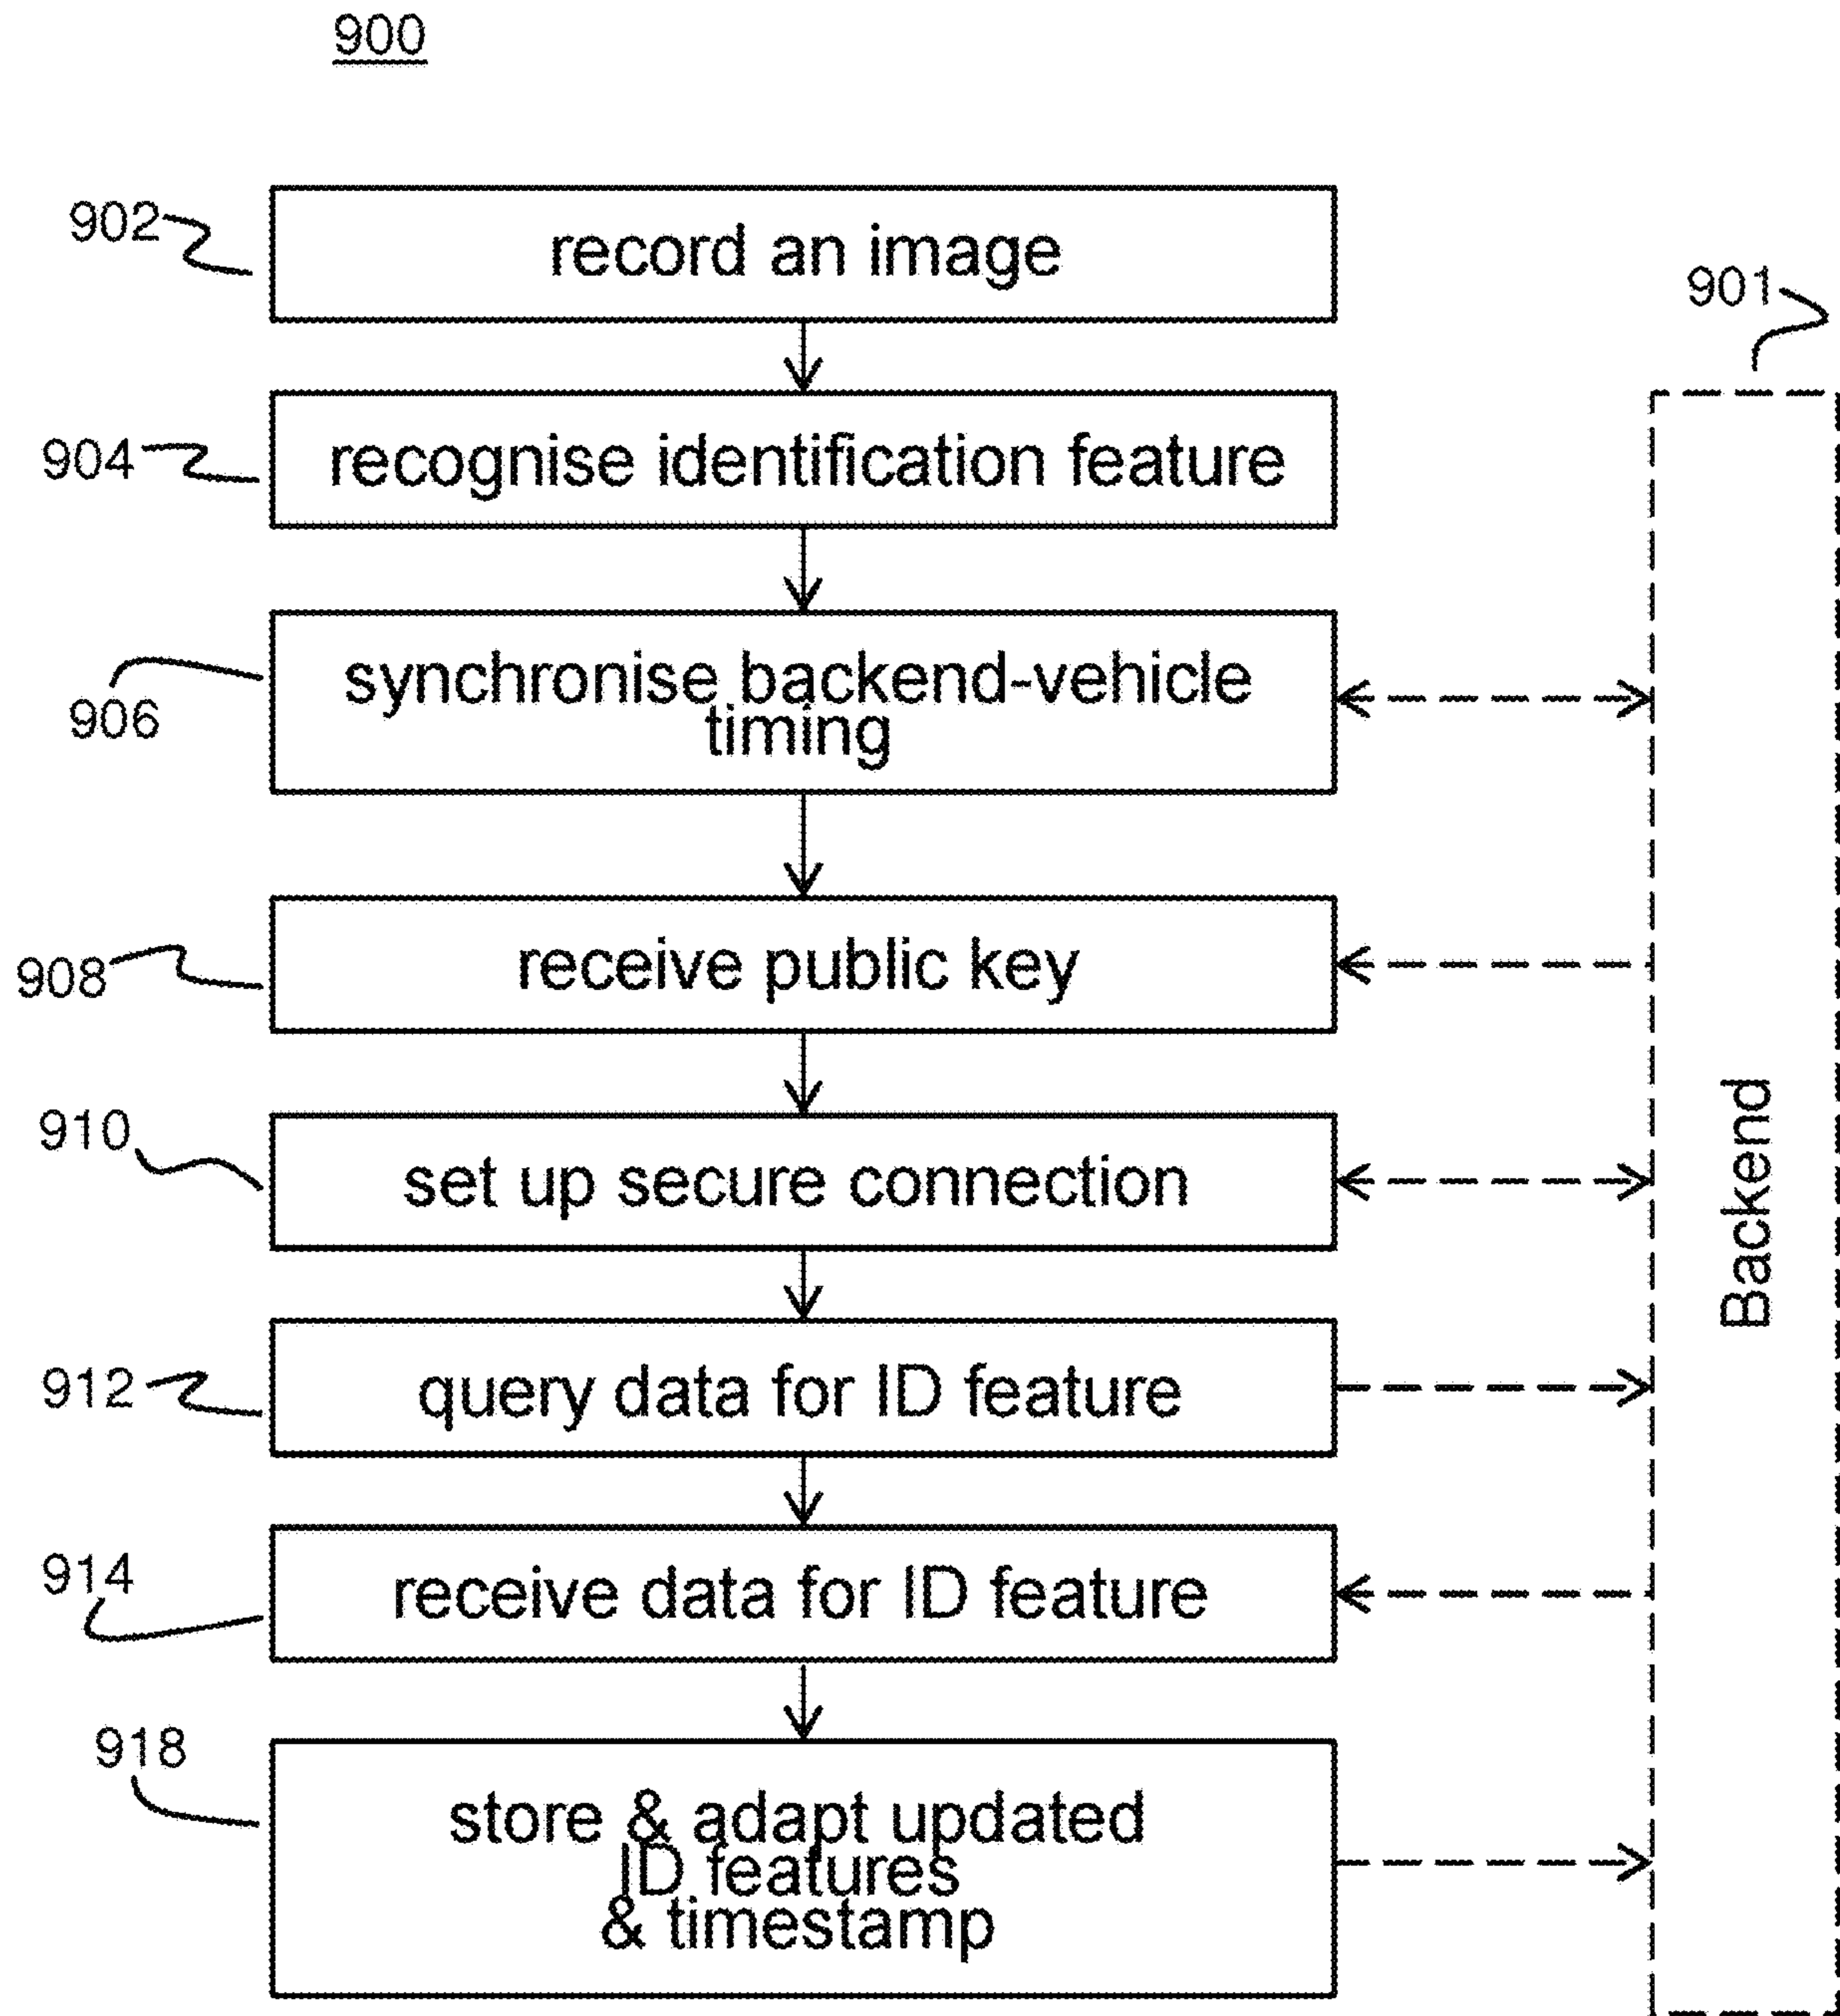 900
902
record an image
901
904
recognise identification feature
906
synchronise backend-vehicle
timing
908
receive public key
910
set up secure connection
Backend
912
query data for ID feature
914
receive data for ID feature
918
store & adapt updated
ID features
& timestamp